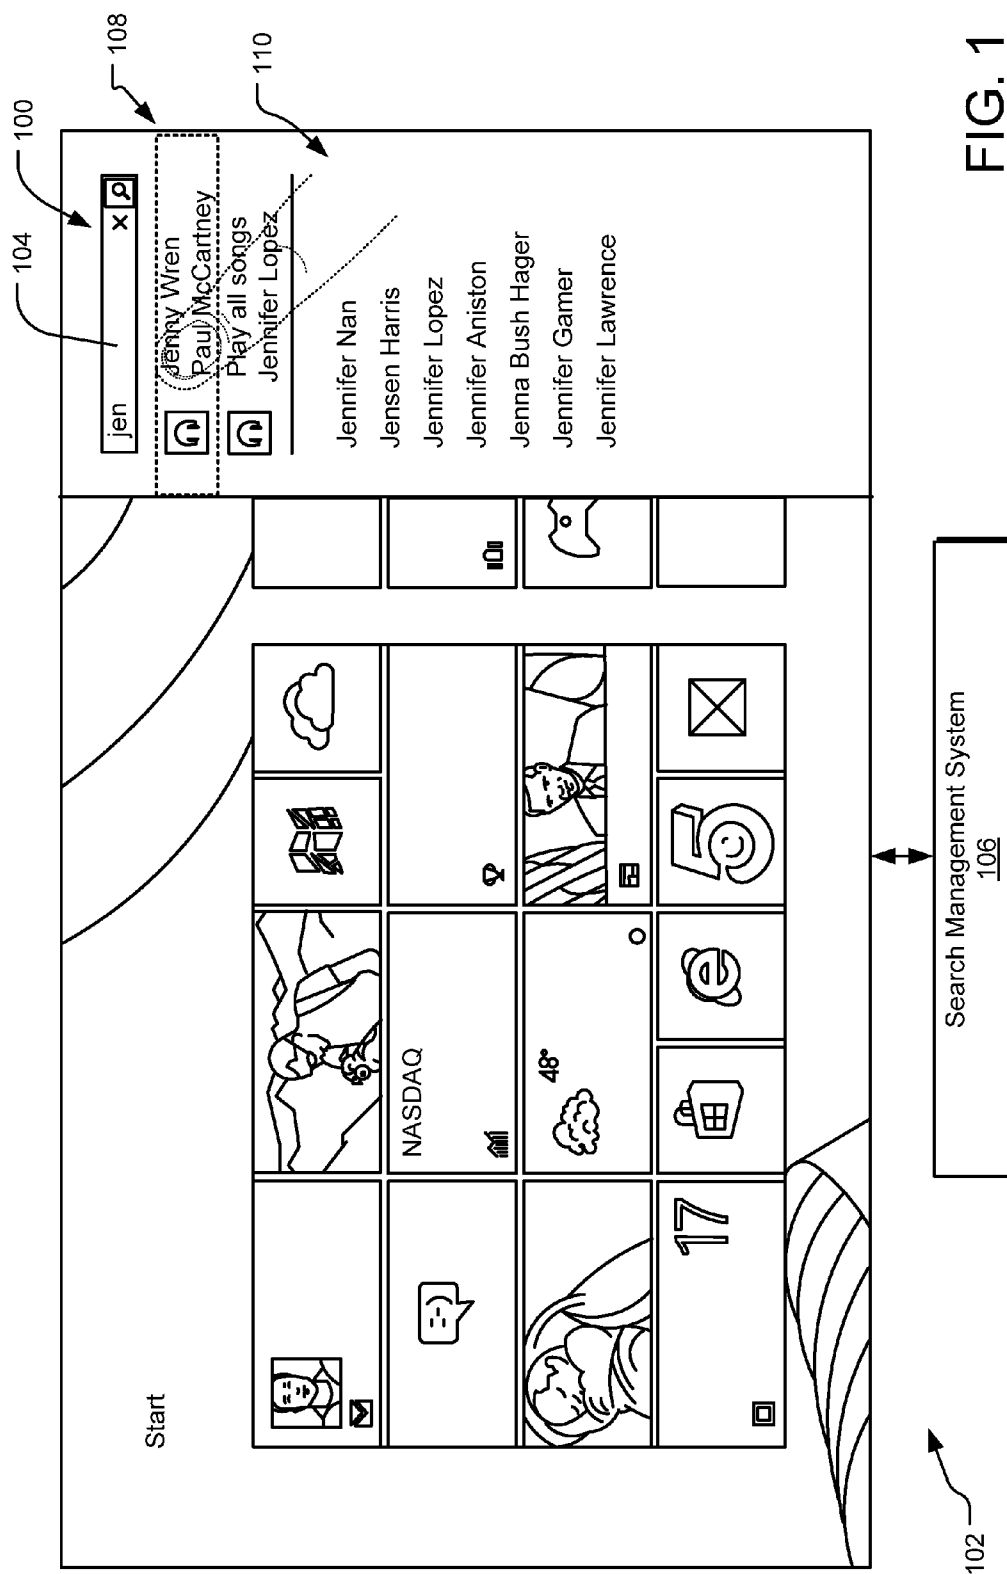 100
104
108
110
jen
Jenny Wren
Paul McCartney
Play all songs
Jennifer Lopez
Jennifer Nan
Jensen Harris
Jennifer Lopez
Jennifer Aniston
Jenna Bush Hager
Jennifer Gamer
Jennifer Lawrence
Start
NASDAQ
48°
17
:-)
5
e
102
Search Management System
106
FIG. 1